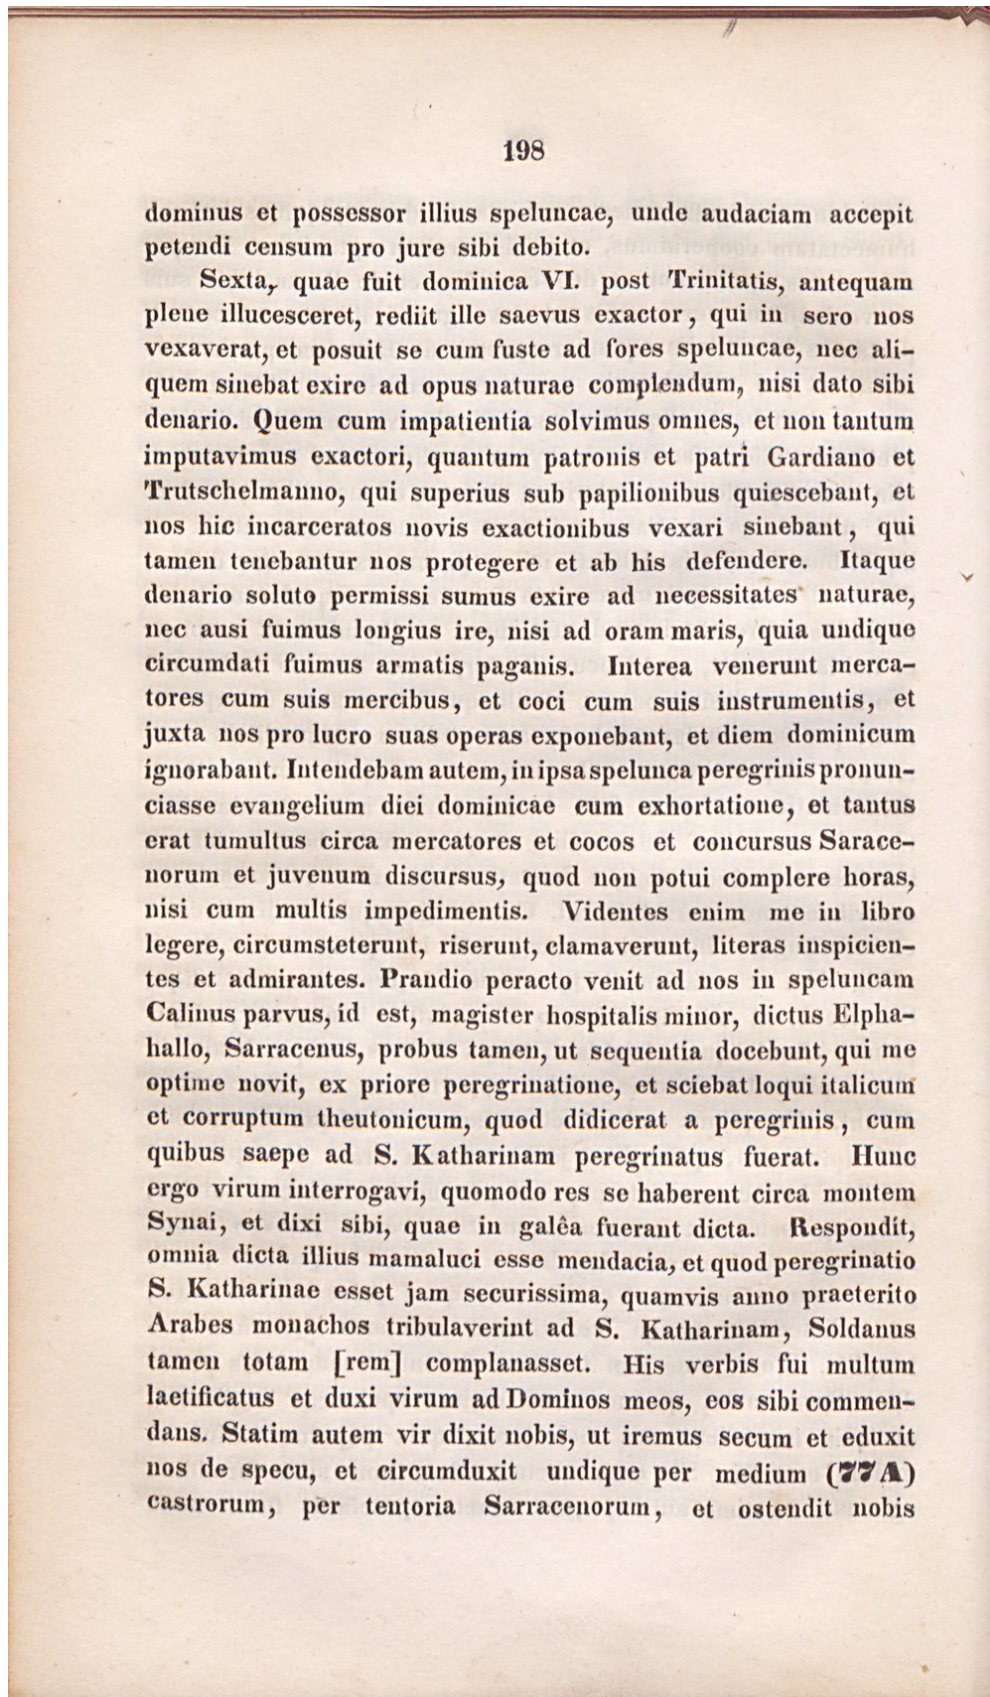 198
dominus et possessor illius speluncae, unde audaciam accepit
petendi censum pro jure sibi debito.
Sexta, quae fuit dominica VI. post Trinitatis, antequam
plene illucesceret, rediit ille saevus exactor, qui in sero nos
vexaverat, et posuit se cum fuste ad fores speluncae, nec ali-
quem sinebat exire ad opus naturae complendum, nisi dato sibi
denario. Quem cum impatientia solvimus omnes, et non tantum
imputavimus exactori, quantum patronis et patri Gardiano et
Trutschelmanno, qui superius sub papilionibus quiescebant, et
nos hic incarceratos novis exactionibus vexari sinebant, qui
tamen tenebantur nos protegere et ab his defendere. Itaque
denario soluto permissi sumus exire ad necessitates naturae,
nec ausi fuimus longius ire, nisi ad oram maris, quia undique
circumdati fuimus armatis paganis. Interea venerunt merca-
tores cum suis mercibus, et coci cum suis instrumentis, et
juxta nos pro lucro suas operas exponebant, et diem dominicum
ignorabant. Intendebam autem, in ipsa spelunca peregrinis pronun-
ciasse evangelium diei dominicae cum exhortatione, et tantus
erat tumultus circa mercatores et cocos et concursus Sarace-
norum et juvenum discursus, quod non potui complere horas,
nisi cum multis impedimentis. Videntes enim me in libro
legere, circumsteterunt, riserunt, clamaverunt, literas inspicien-
tes et admirantes. Prandio peracto venit ad nos in speluncam
Calinus parvus, id est, magister hospitalis minor, dictus Elpha-
hallo, Sarracenus, probus tamen, ut sequentia docebunt, qui me
optime novit, ex priore peregrinatione, et sciebat loqui italicum
et corruptum theutonicum, quod didicerat a peregrinis, cum
quibus saepe ad S. Katharinam peregrinatus fuerat. Hunc
ergo virum interrogavi, quomodo res se haberent circa montem
Synai, et dixi sibi, quae in galêa fuerant dicta. Respondit,
omnia dicta illius mamaluci esse mendacia, et quod peregrinatio
S. Katharinae esset jam securissima, quamvis anno praeterito
Arabes monachos tribulaverint ad S. Katharinam, Soldanus
tamen totam [rem] complanasset. His verbis fui multum
laetificatus et duxi virum ad Dominos meos, eos sibi commen-
dans. Statim autem vir dixit nobis, ut iremus secum et eduxit
nos de specu, et circumduxit undique per medium (77 A)
castrorum, per tentoria Sarracenorum, et ostendit nobis